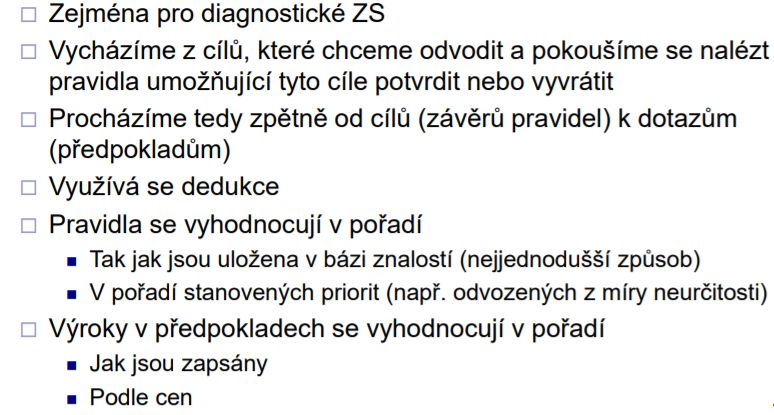 Zejména pro diagnostické ZS
Vycházíme z cílů, které chceme odvodit a pokoušíme se nalézt
pravidla umožňující tyto cíle potvrdit nebo vyvrátit
Procházíme tedy zpětně od cílů (závěrů pravidel) k dotazům
(předpokladům)
Využívá se dedukce
Pravidla se vyhodnocují v pořadí
Tak jak jsou uložena v bázi znalostí (nejjednodušší způsob)
V pořadí stanovených priorit (např. odvozených z míry neurčitosti)
Výroky v předpokladech se vyhodnocují v pořadí
Jak jsou zapsány
Podle cen